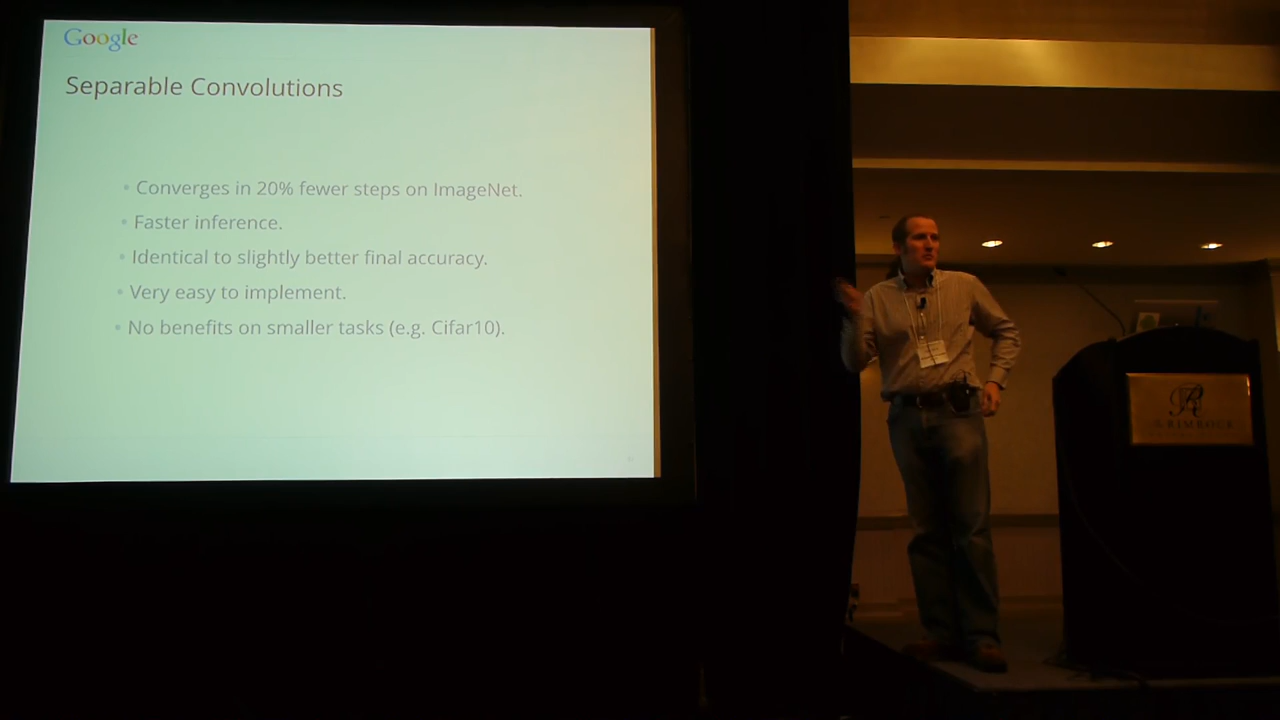 Google
Separable Convolutions
• Converges in 20% fewer steps on ImageNet.
• Faster inference.
• Identical to slightly better final accuracy.
• Very easy to implement.
• No benefits on smaller tasks (e.g. Cifar10).
RIMROCK